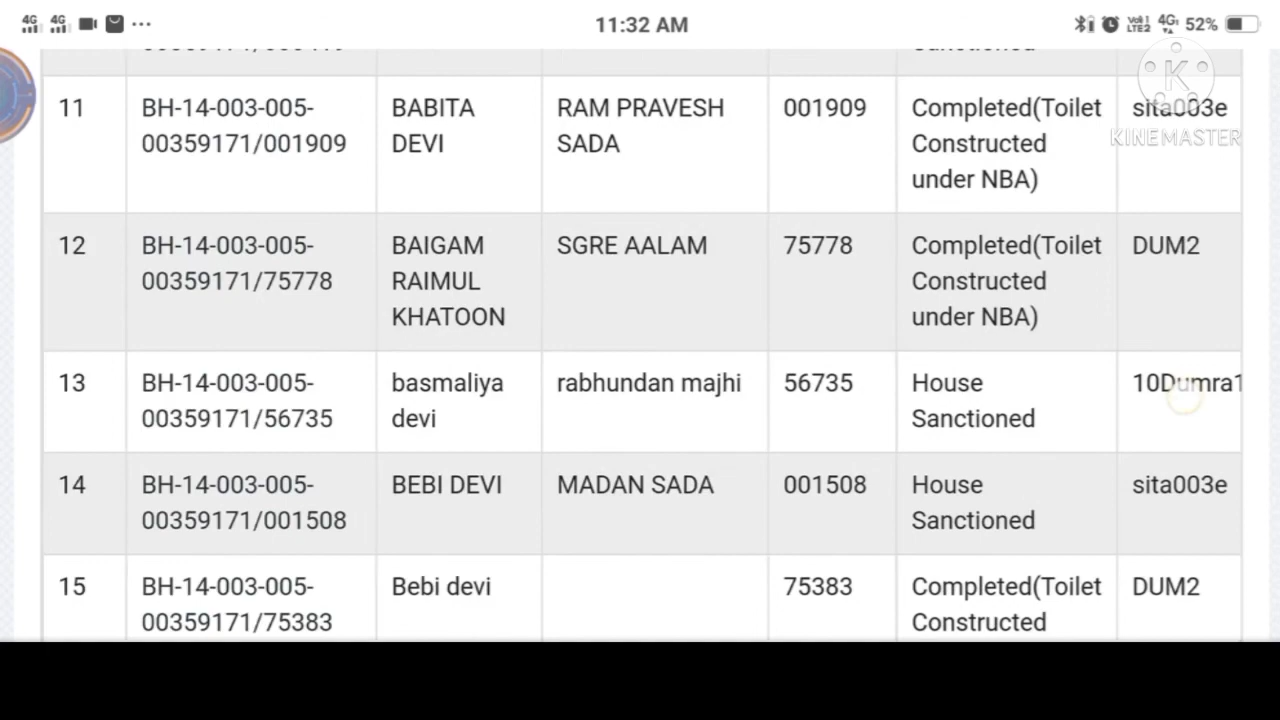 4G 4G ... 11:32 AM 4G 52%
Sanctioned
K
KINEMASTER
11 BH-14-003-005- BABITA RAM PRAVESH 001909 Completed(Toilet sita003e
00359171/001909 DEVI SADA Constructed
under NBA)
12 BH-14-003-005- BAIGAM SGRE AALAM 75778 Completed(Toilet DUM2
00359171/75778 RAIMUL Constructed
KHATOON under NBA)
13 BH-14-003-005- basmaliya rabhundan majhi 56735 House 10Dumra1
00359171/56735 devi Sanctioned
14 BH-14-003-005- BEBI DEVI MADAN SADA 001508 House sita003e
00359171/001508 Sanctioned
15 BH-14-003-005- Bebi devi 75383 Completed(Toilet DUM2
00359171/75383 Constructed